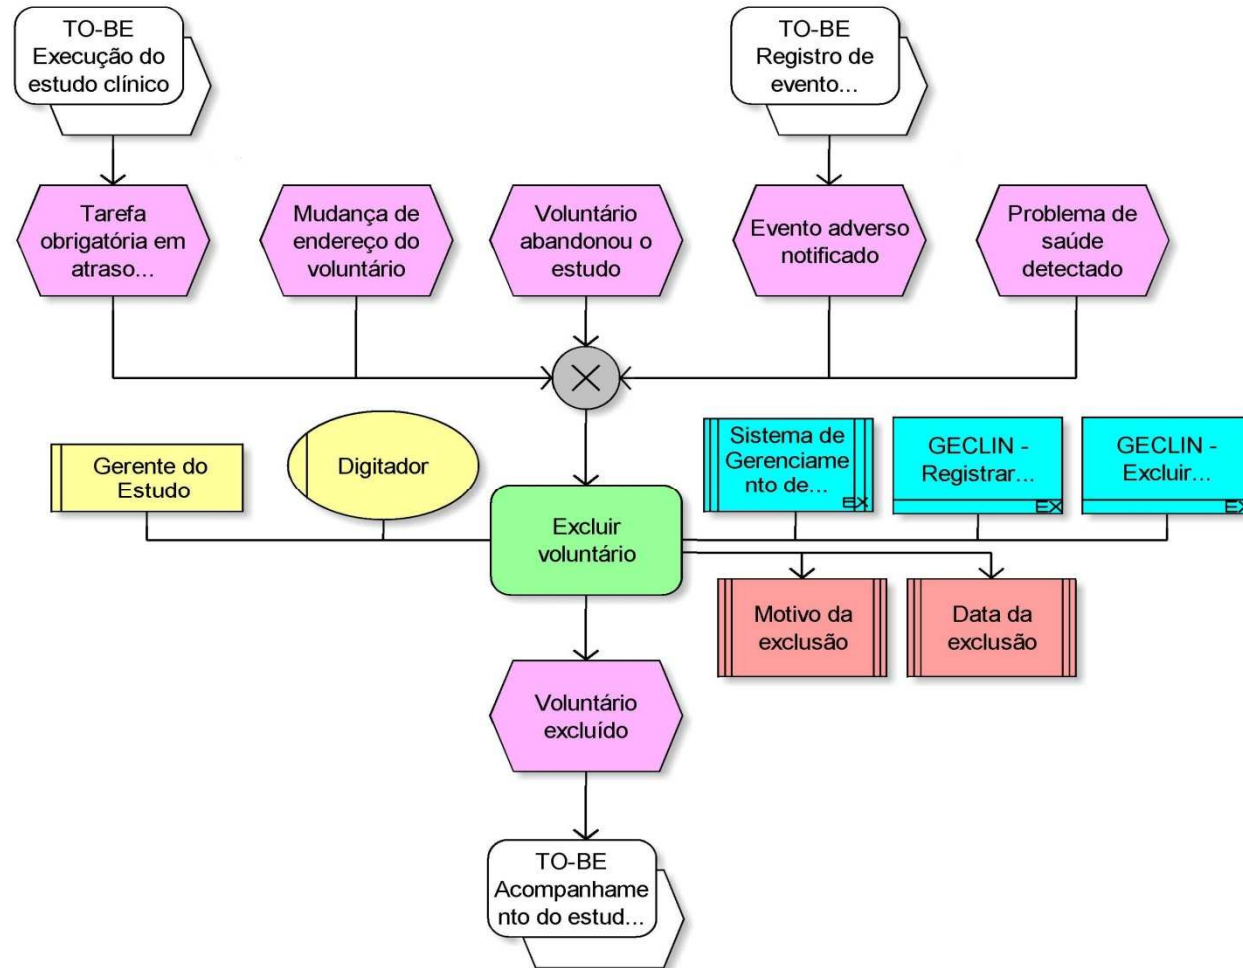 TO-BE
Execução do
estudo clínico
TO-BE
Registro de
evento...
Tarefa
obrigatória em
atraso...
Mudança de
endereço do
voluntário
Voluntário
abandonou o
estudo
Evento adverso
notificado
Problema de
saúde
detectado
Gerente do
Estudo
Digitador
Sistema de
Gerenciame
nto de...
EX
GECLIN -
Registrar...
EX
GECLIN -
Excluir...
EX
Excluir
voluntário
Motivo da
exclusão
Data da
exclusão
Voluntário
excluído
TO-BE
Acompanhame
nto do estud...